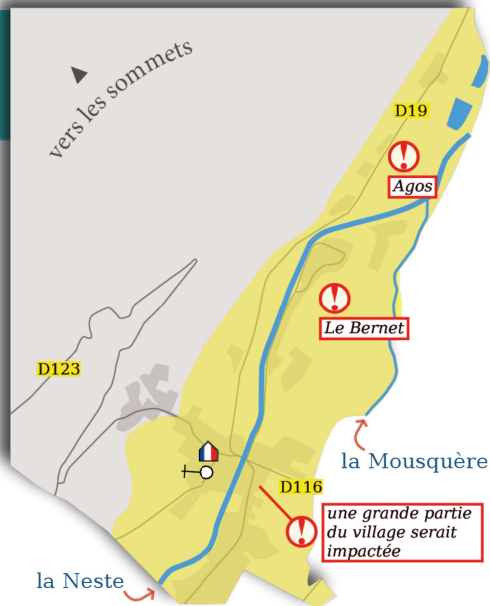 vers les sommets
D19
Agos
Le Bernet
D123
la Mousquère
D116
une grande partie
du village serait
impactée
la Neste